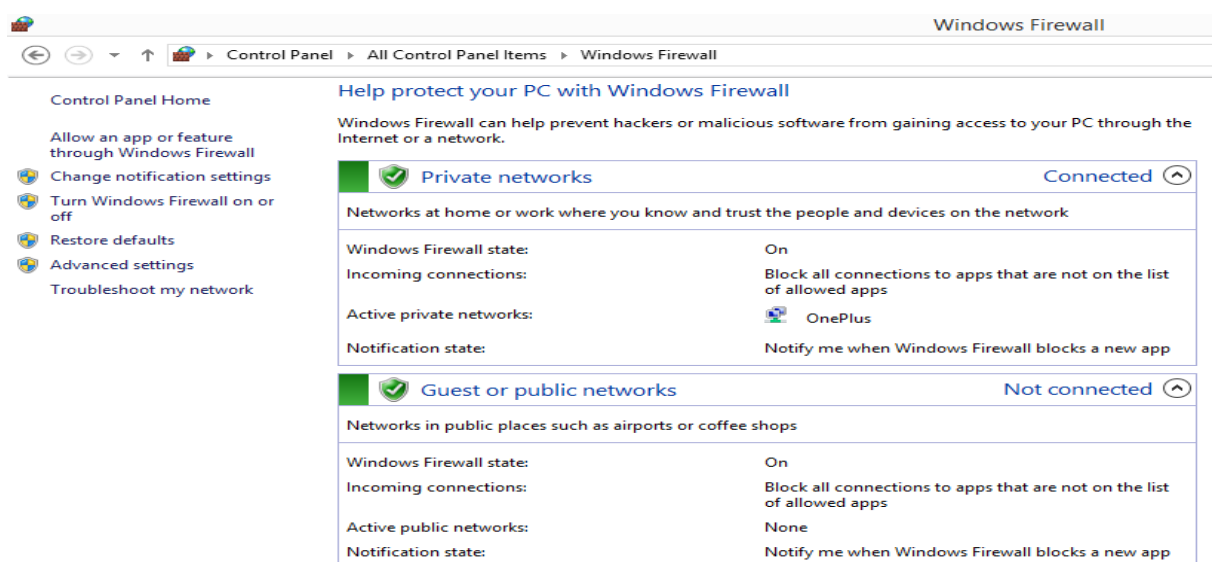 Windows Firewall
Control Panel All Control Panel Items Windows Firewall
Control Panel Home
Allow an app or feature
through Windows Firewall
Change notification settings
Turn Windows Firewall on or
off
Restore defaults
Advanced settings
Troubleshoot my network
Help protect your PC with Windows Firewall
Windows Firewall can help prevent hackers or malicious software from gaining access to your PC through the
Internet or a network.
Private networks Connected
Networks at home or work where you know and trust the people and devices on the network
Windows Firewall state: On
Incoming connections: Block all connections to apps that are not on the list
of allowed apps
Active private networks: OnePlus
Notification state: Notify me when Windows Firewall blocks a new app
Guest or public networks Not connected
Networks in public places such as airports or coffee shops
Windows Firewall state: On
Incoming connections: Block all connections to apps that are not on the list
of allowed apps
Active public networks: None
Notification state: Notify me when Windows Firewall blocks a new app